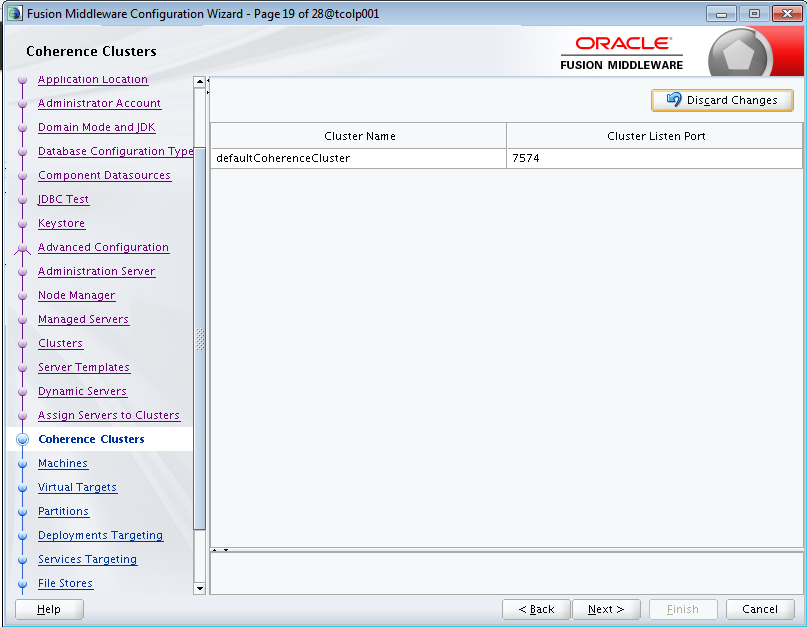 Fusion Middleware Configuration Wizard - Page 19 of 28@tcolp001
Coherence Clusters
ORACLE
FUSION MIDDLEWARE
Application Location
Administrator Account
Domain Mode and JDK
Database Configuration Type
Component Datasources
JDBC Test
Keystore
Advanced Configuration
Administration Server
Node Manager
Managed Servers
Clusters
Server Templates
Dynamic Servers
Assign Servers to Clusters
Coherence Clusters
Machines
Virtual Targets
Partitions
Deployments Targeting
Services Targeting
File Stores
Discard Changes
Cluster Name Cluster Listen Port
defaultCoherenceCluster 7574
Help < Back Next > Finish Cancel